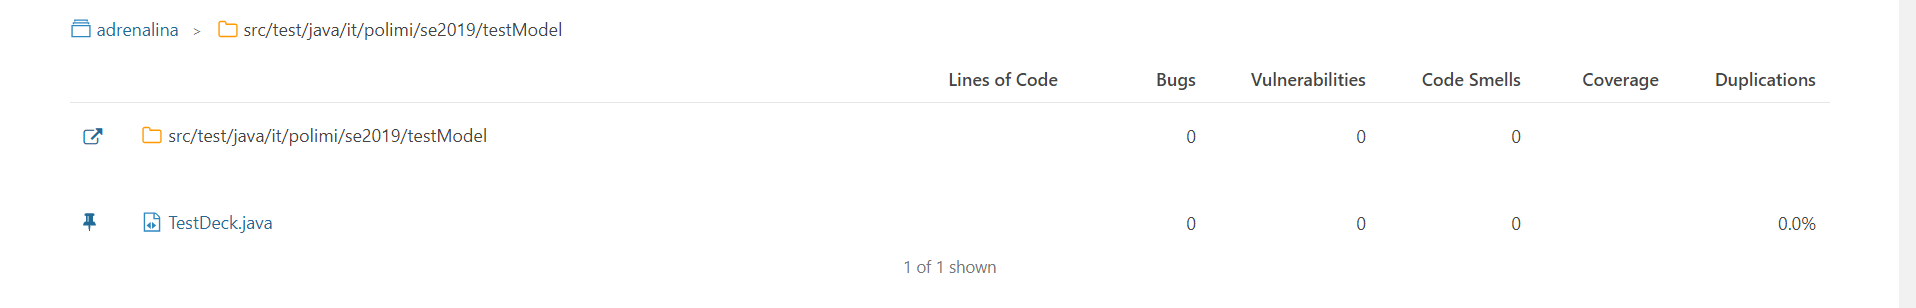 adrenalina > src/test/java/it/polimi/se2019/testModel
Lines of Code Bugs Vulnerabilities Code Smells Coverage Duplications
src/test/java/it/polimi/se2019/testModel 0 0 0
TestDeck.java 0 0 0 0.0%
1 of 1 shown